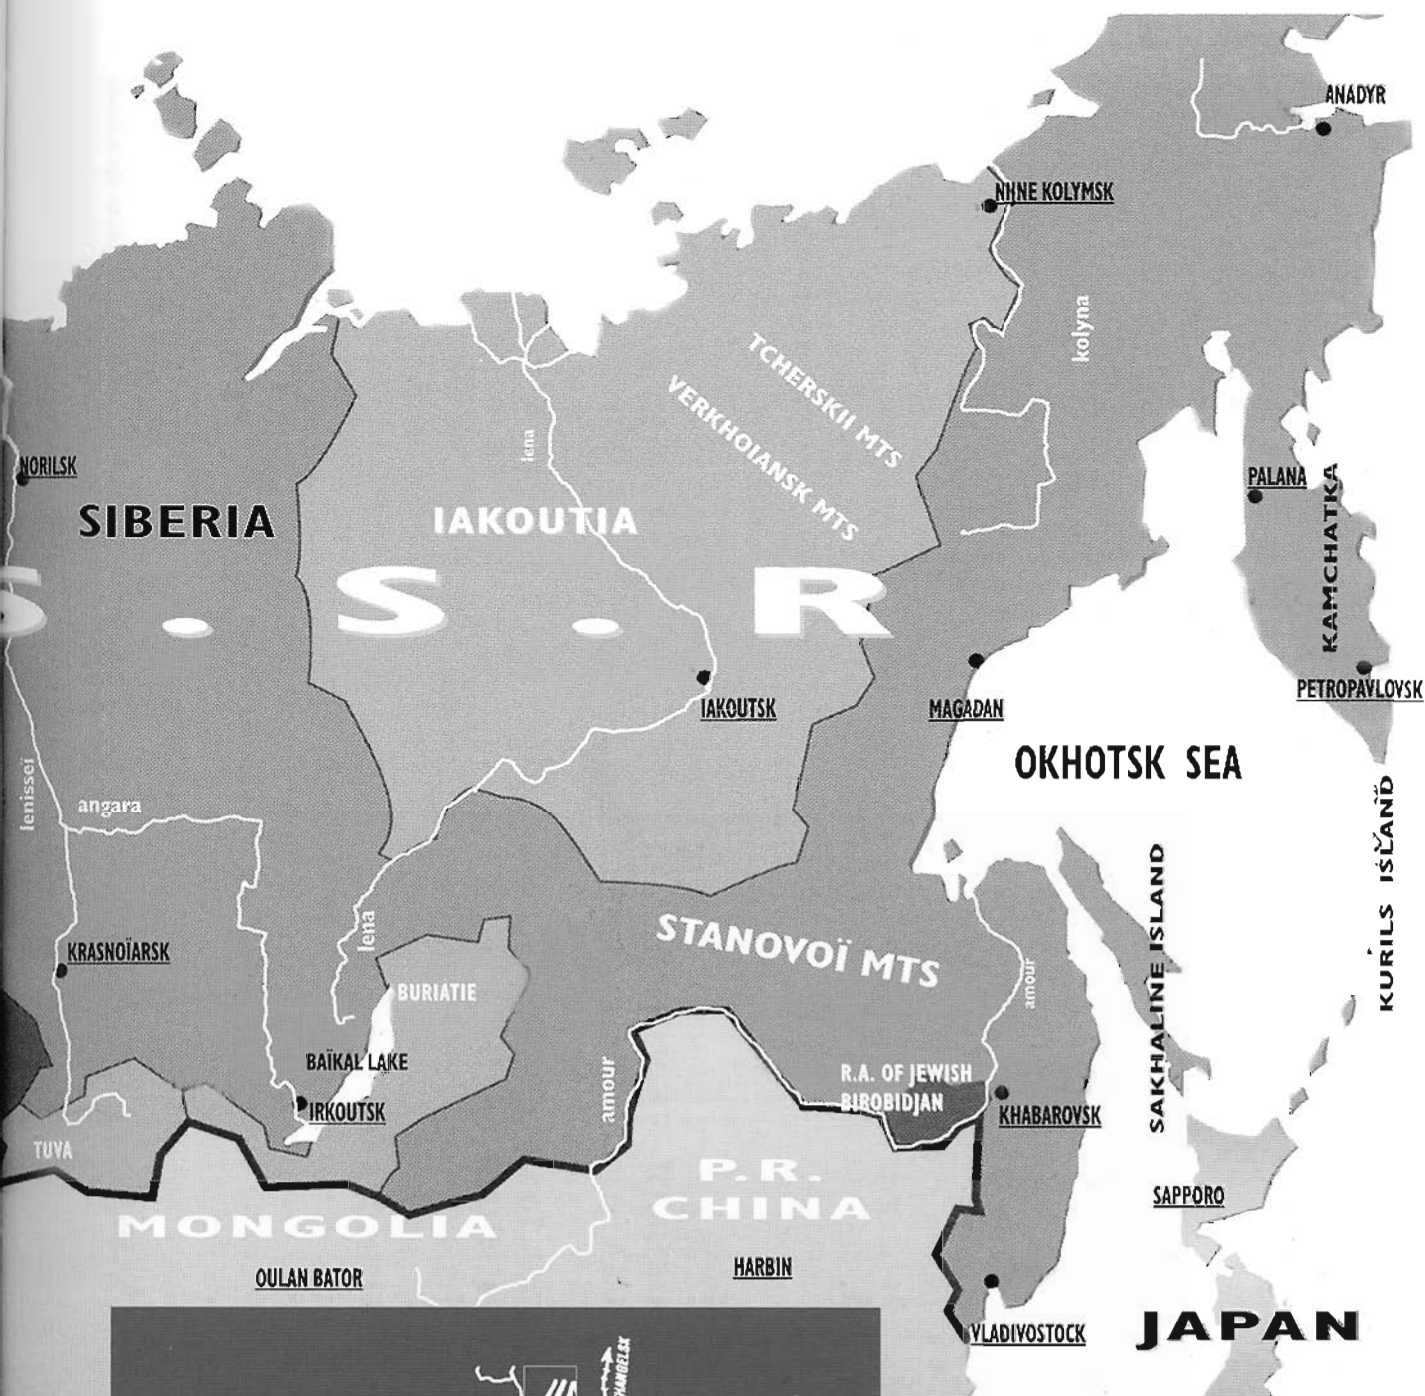 ANADYR
NIJNE KOLYMSK
kolyna
TCHERSKII MTS
VERKHOIANSK MTS
lena
NORILSK
SIBERIA
IAKOUTIA
PALANA
KAMCHATKA
S . S . R
IAKOUTSK
MAGADAN
PETROPAVLOVSK
OKHOTSK SEA
Ienisseï
angara
KURILS ISLAND
SAKHALINE ISLAND
lena
STANOVOÏ MTS
KRASNOÏARSK
BURIATIE
amour
BAÏKAL LAKE
amour
R.A. OF JEWISH
BIROBIDJAN
IRKOUTSK
KHABAROVSK
TUVA
P.R.
CHINA
SAPPORO
MONGOLIA
OULAN BATOR
HARBIN
JAPAN
VLADIVOSTOCK